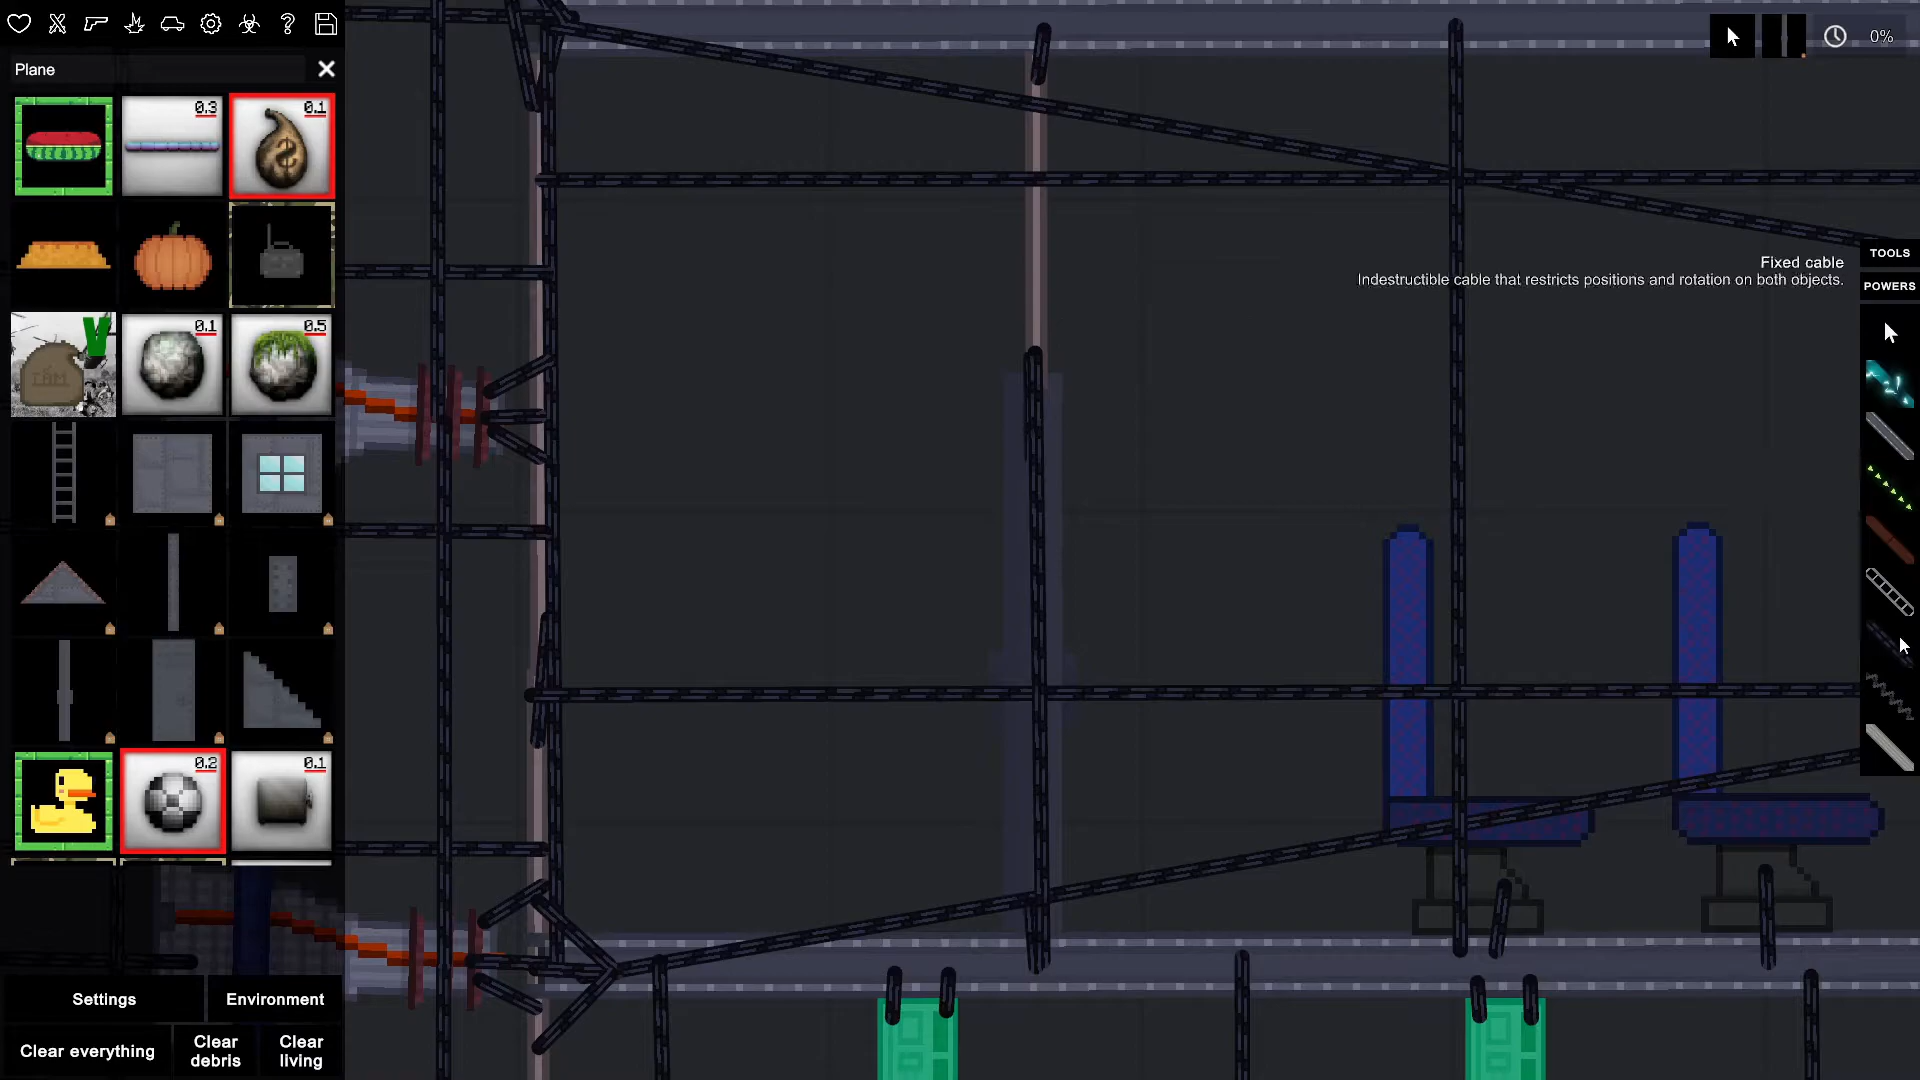 Plane
0.3
0.1
0.1
0.5
0.2
0.1
Settings
Environment
Clear everything
Clear debris
Clear living
0%
TOOLS
POWERS
Fixed cable
Indestructible cable that restricts positions and rotation on both objects.